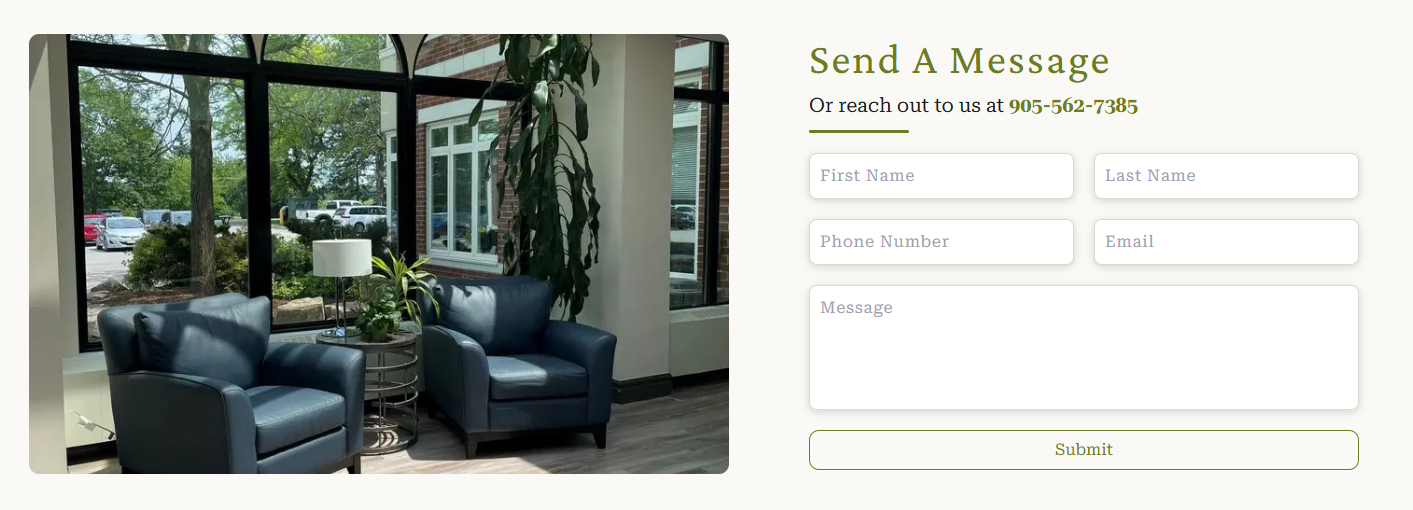 Send A Message
Or reach out to us at 905-562-7385
First Name
Last Name
Phone Number
Email
Message
Submit